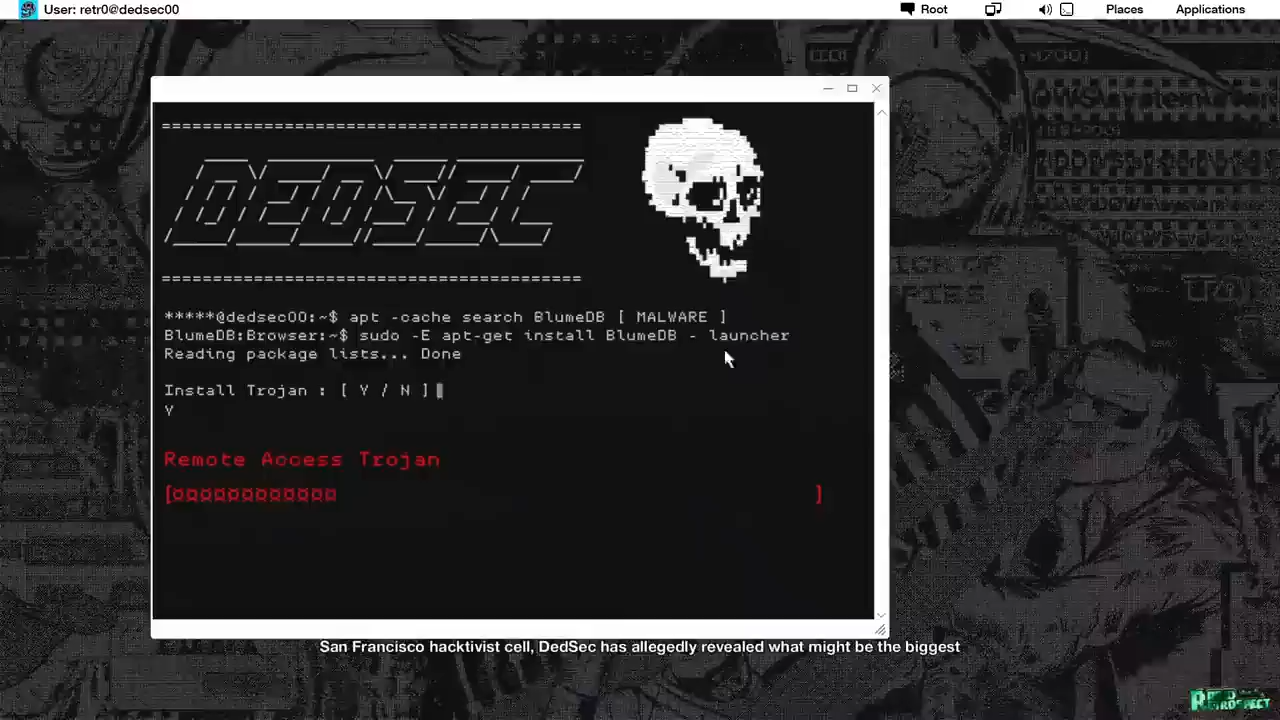 User: retr0@dedsec00
Root
Places
Applications
=========================================
DEDSEC
=========================================
*****@dedsec00:~$ apt -cache search BlumeDB [ MALWARE ]
BlumeDB:Browser:~$ sudo -E apt-get install BlumeDB - launcher
Reading package lists... Done
Install Trojan : [ Y / N ]
Y
Remote Access Trojan
[¤¤¤¤¤¤¤¤¤¤¤¤ ]
San Francisco hacktivist cell, DedSec has allegedly revealed what might be the biggest